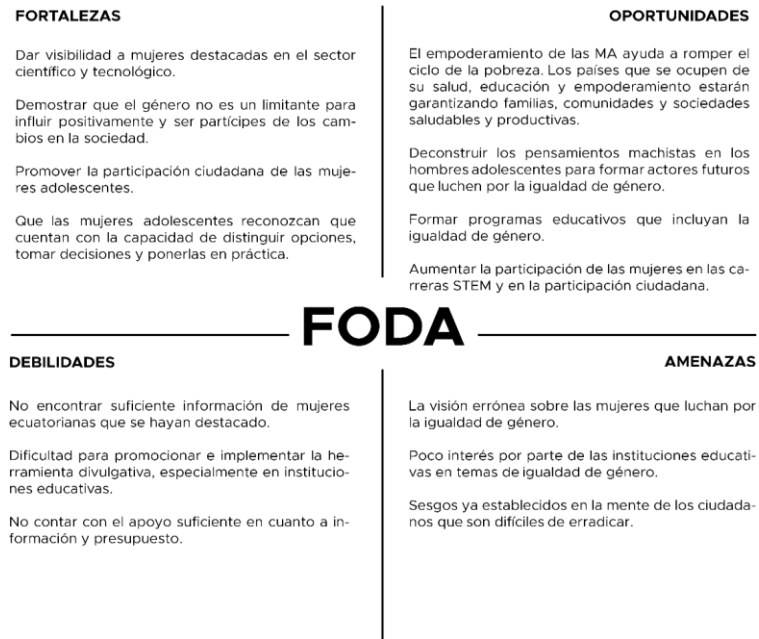 FORTALEZAS
Dar visibilidad a mujeres destacadas en el sector
científico y tecnológico.
Demostrar que el género no es un limitante para
influir positivamente y ser partícipes de los cam-
bios en la sociedad.
Promover la participación ciudadana de las muje-
res adolescentes.
Que las mujeres adolescentes reconozcan que
cuentan con la capacidad de distinguir opciones,
tomar decisiones y ponerlas en práctica.
OPORTUNIDADES
El empoderamiento de las MA ayuda a romper el
ciclo de la pobreza. Los países que se ocupen de
su salud, educación y empoderamiento estarán
garantizando familias, comunidades y sociedades
saludables y productivas.
Deconstruir los pensamientos machistas en los
hombres adolescentes para formar actores futuros
que luchen por la igualdad de género.
Formar programas educativos que incluyan la
igualdad de género.
Aumentar la participación de las mujeres en las ca-
rreras STEM y en la participación ciudadana.
FODA
DEBILIDADES
No encontrar suficiente información de mujeres
ecuatorianas que se hayan destacado.
Dificultad para promocionar e implementar la he-
rramienta divulgativa, especialmente en institucio-
nes educativas.
No contar con el apoyo suficiente en cuanto a in-
formación y presupuesto.
AMENAZAS
La visión errónea sobre las mujeres que luchan por
la igualdad de género.
Poco interés por parte de las instituciones educati-
vas en temas de igualdad de género.
Sesgos ya establecidos en la mente de los ciudada-
nos que son difíciles de erradicar.